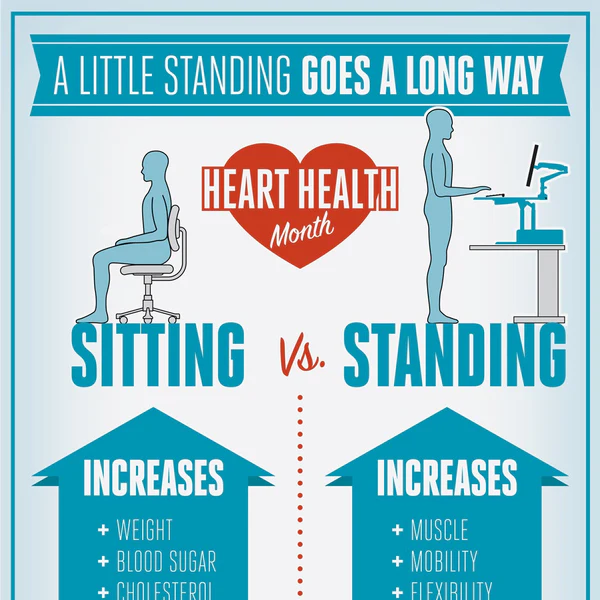 A LITTLE STANDING GOES A LONG WAY
HEART HEALTH
Month
SITTING Vs. STANDING
INCREASES
+ WEIGHT
+ BLOOD SUGAR
+ CHOLESTEROL
INCREASES
+ MUSCLE
+ MOBILITY
+ FLEXIBILITY